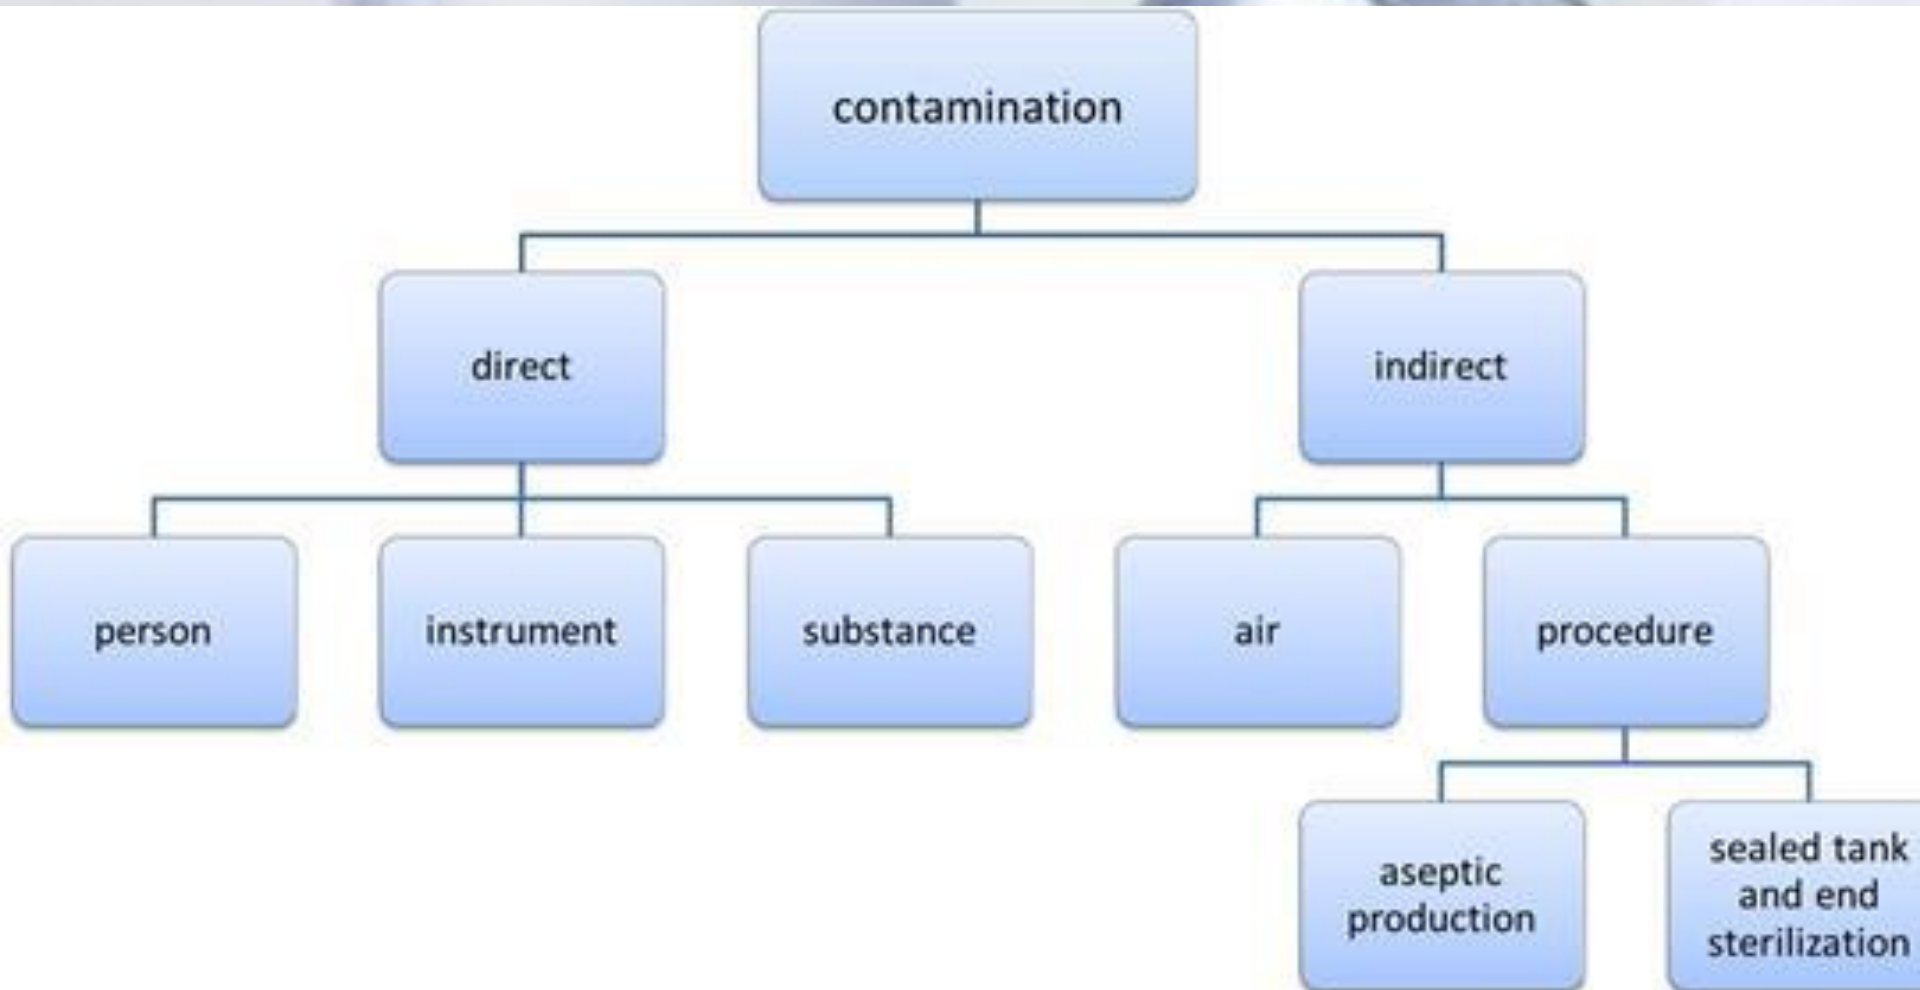 contamination
direct
indirect
person
instrument
substance
air
procedure
aseptic
production
sealed tank
and end
sterilization